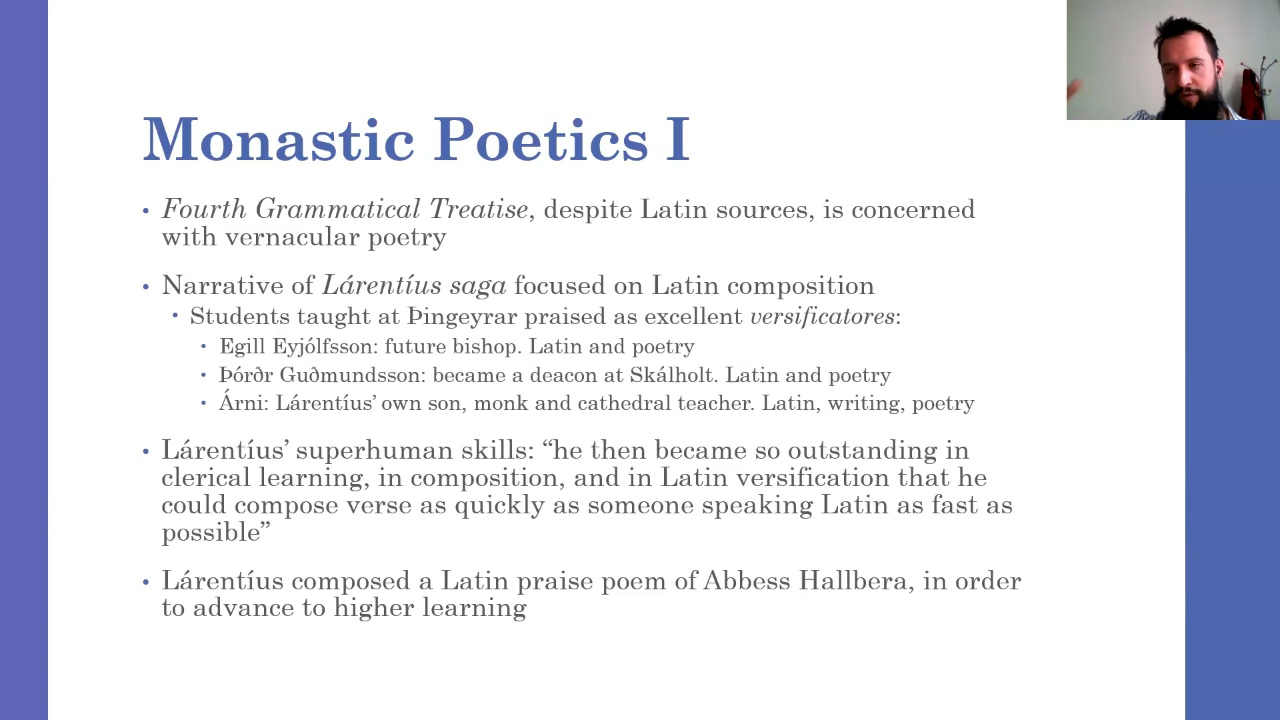 Monastic Poetics I
• Fourth Grammatical Treatise, despite Latin sources, is concerned
with vernacular poetry
• Narrative of Lárentíus saga focused on Latin composition
• Students taught at Þingeyrar praised as excellent versificatores:
• Egill Eyjólfsson: future bishop. Latin and poetry
• Þórðr Guðmundsson: became a deacon at Skálholt. Latin and poetry
• Árni: Lárentíus’ own son, monk and cathedral teacher. Latin, writing, poetry
• Lárentíus’ superhuman skills: “he then became so outstanding in
clerical learning, in composition, and in Latin versification that he
could compose verse as quickly as someone speaking Latin as fast as
possible”
• Lárentíus composed a Latin praise poem of Abbess Hallbera, in order
to advance to higher learning